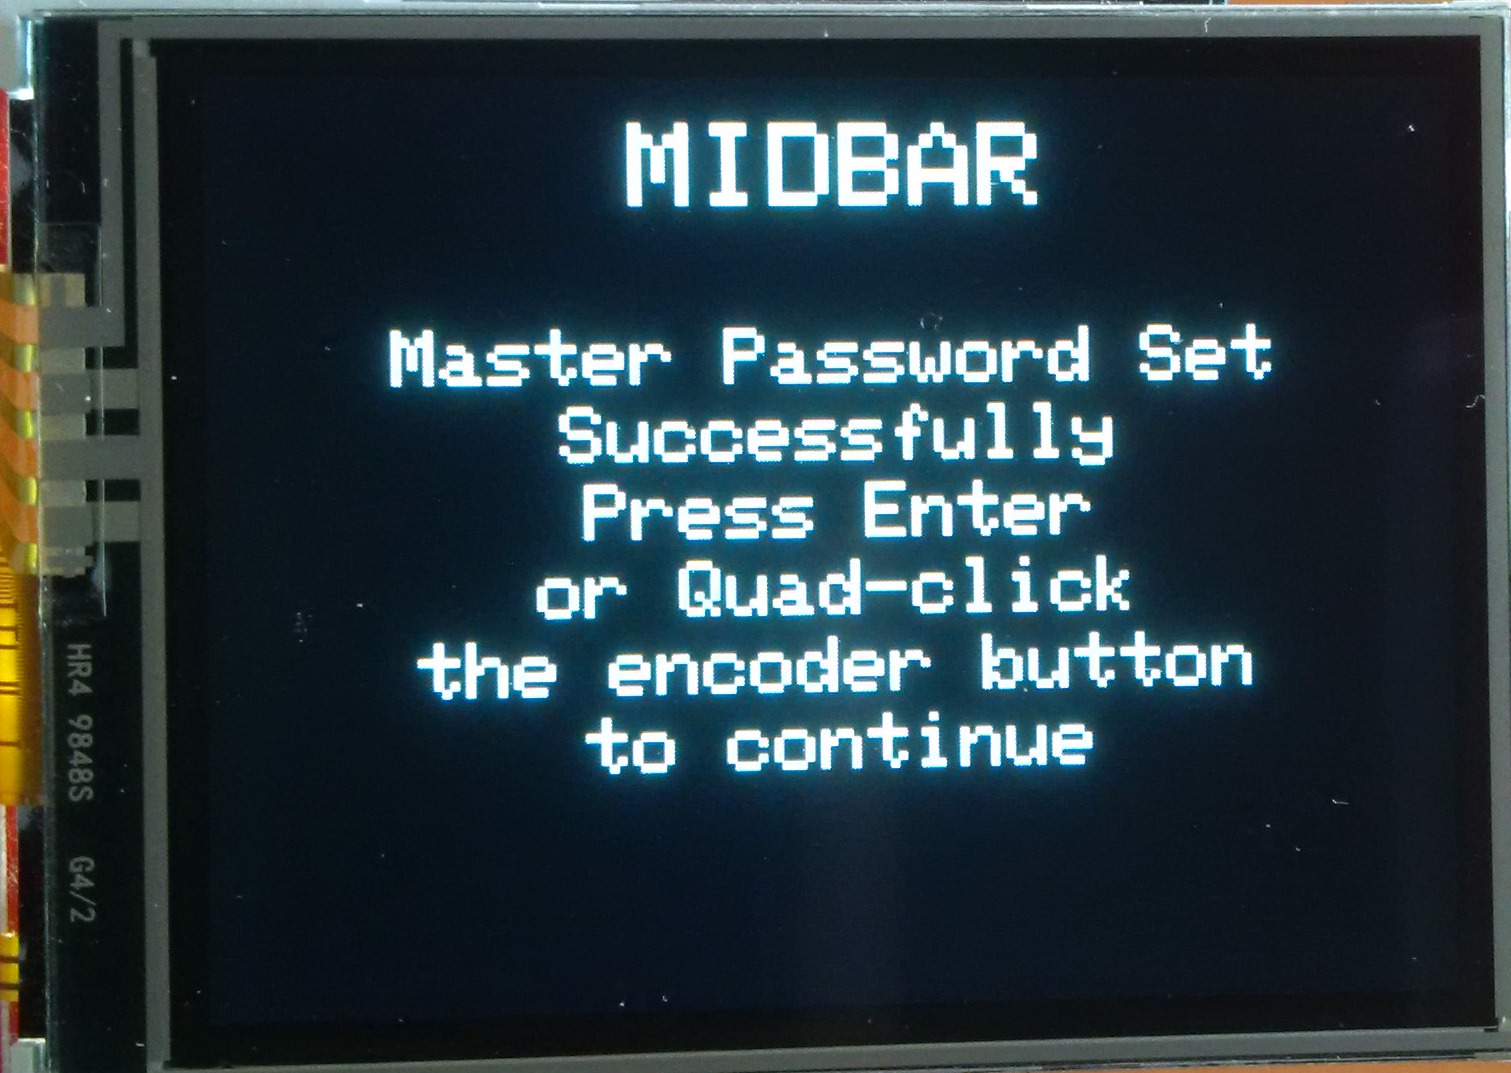 MIDBAR
Master Password Set
Successfully
Press Enter
or Quad-click
the encoder button
to continue
HR4 9848S G4/2